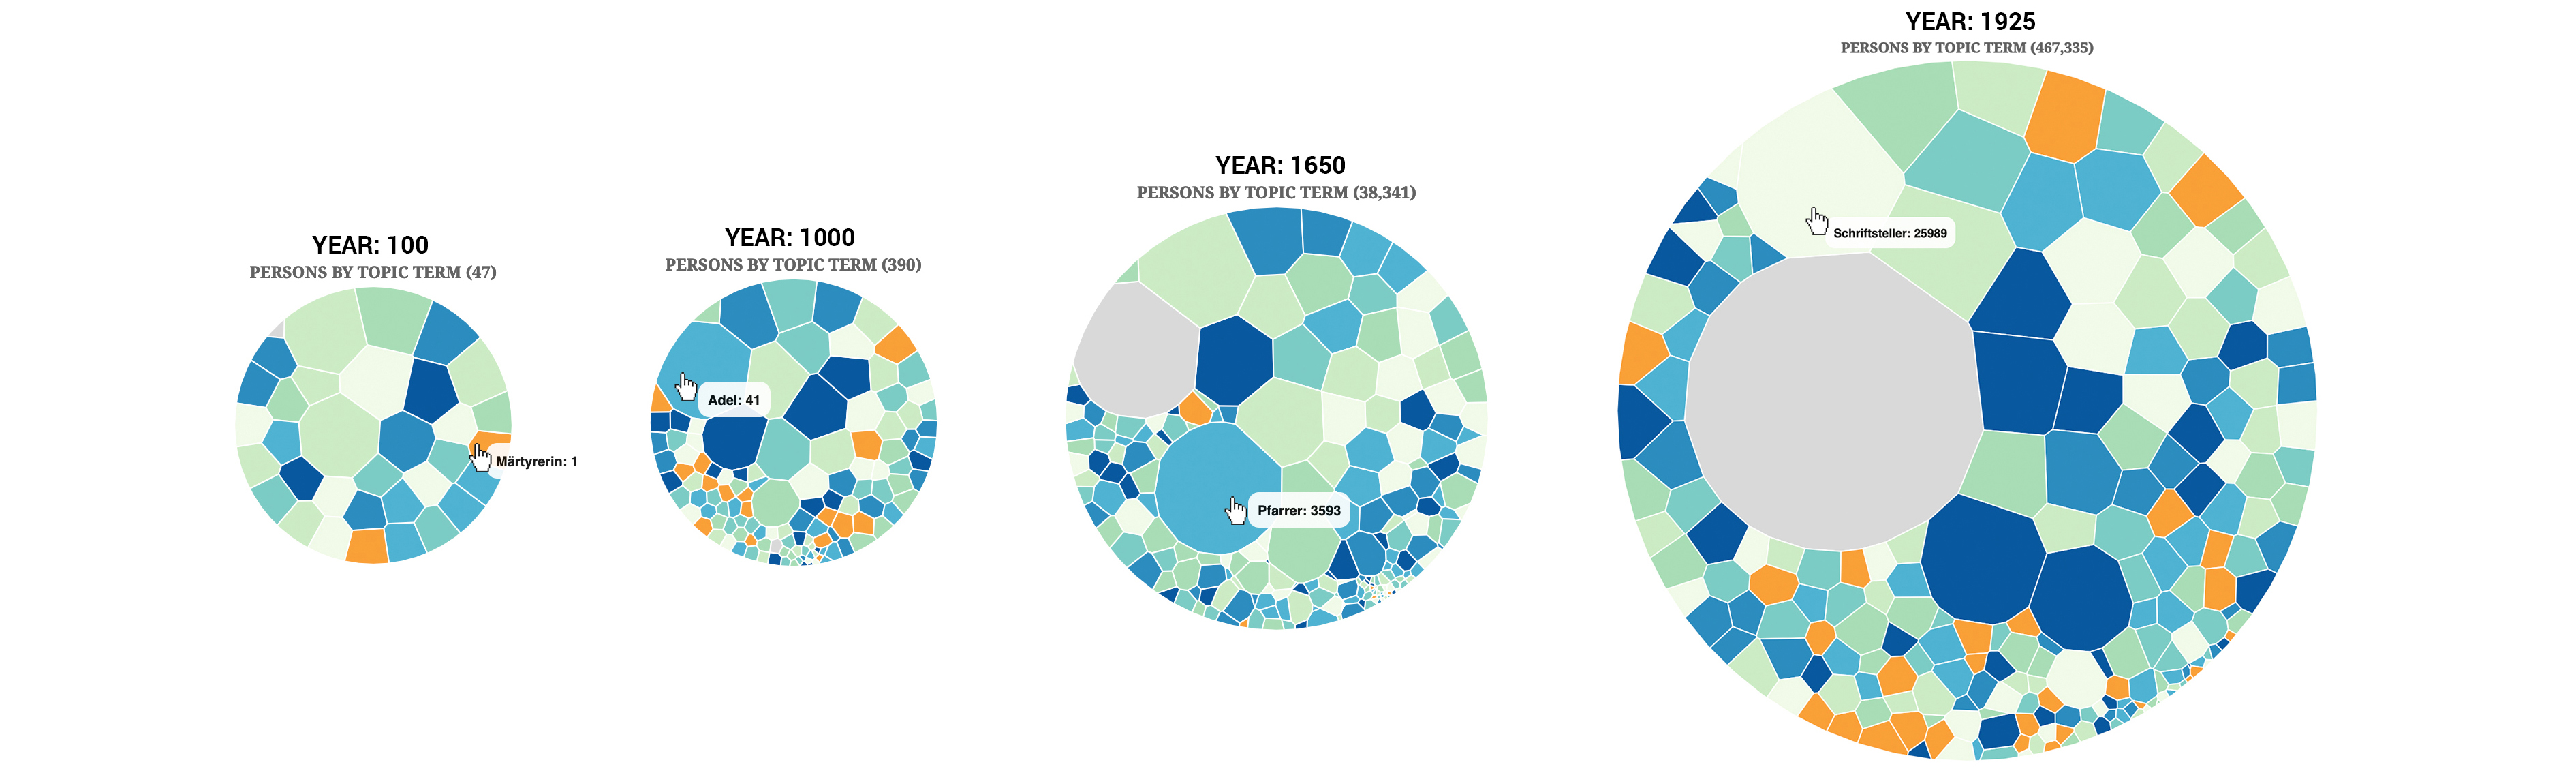 YEAR: 100
PERSONS BY TOPIC TERM (47)
Märtyrerin: 1
YEAR: 1000
PERSONS BY TOPIC TERM (390)
Adel: 41
YEAR: 1650
PERSONS BY TOPIC TERM (38,341)
Pfarrer: 3593
YEAR: 1925
PERSONS BY TOPIC TERM (467,335)
Schriftsteller: 25989